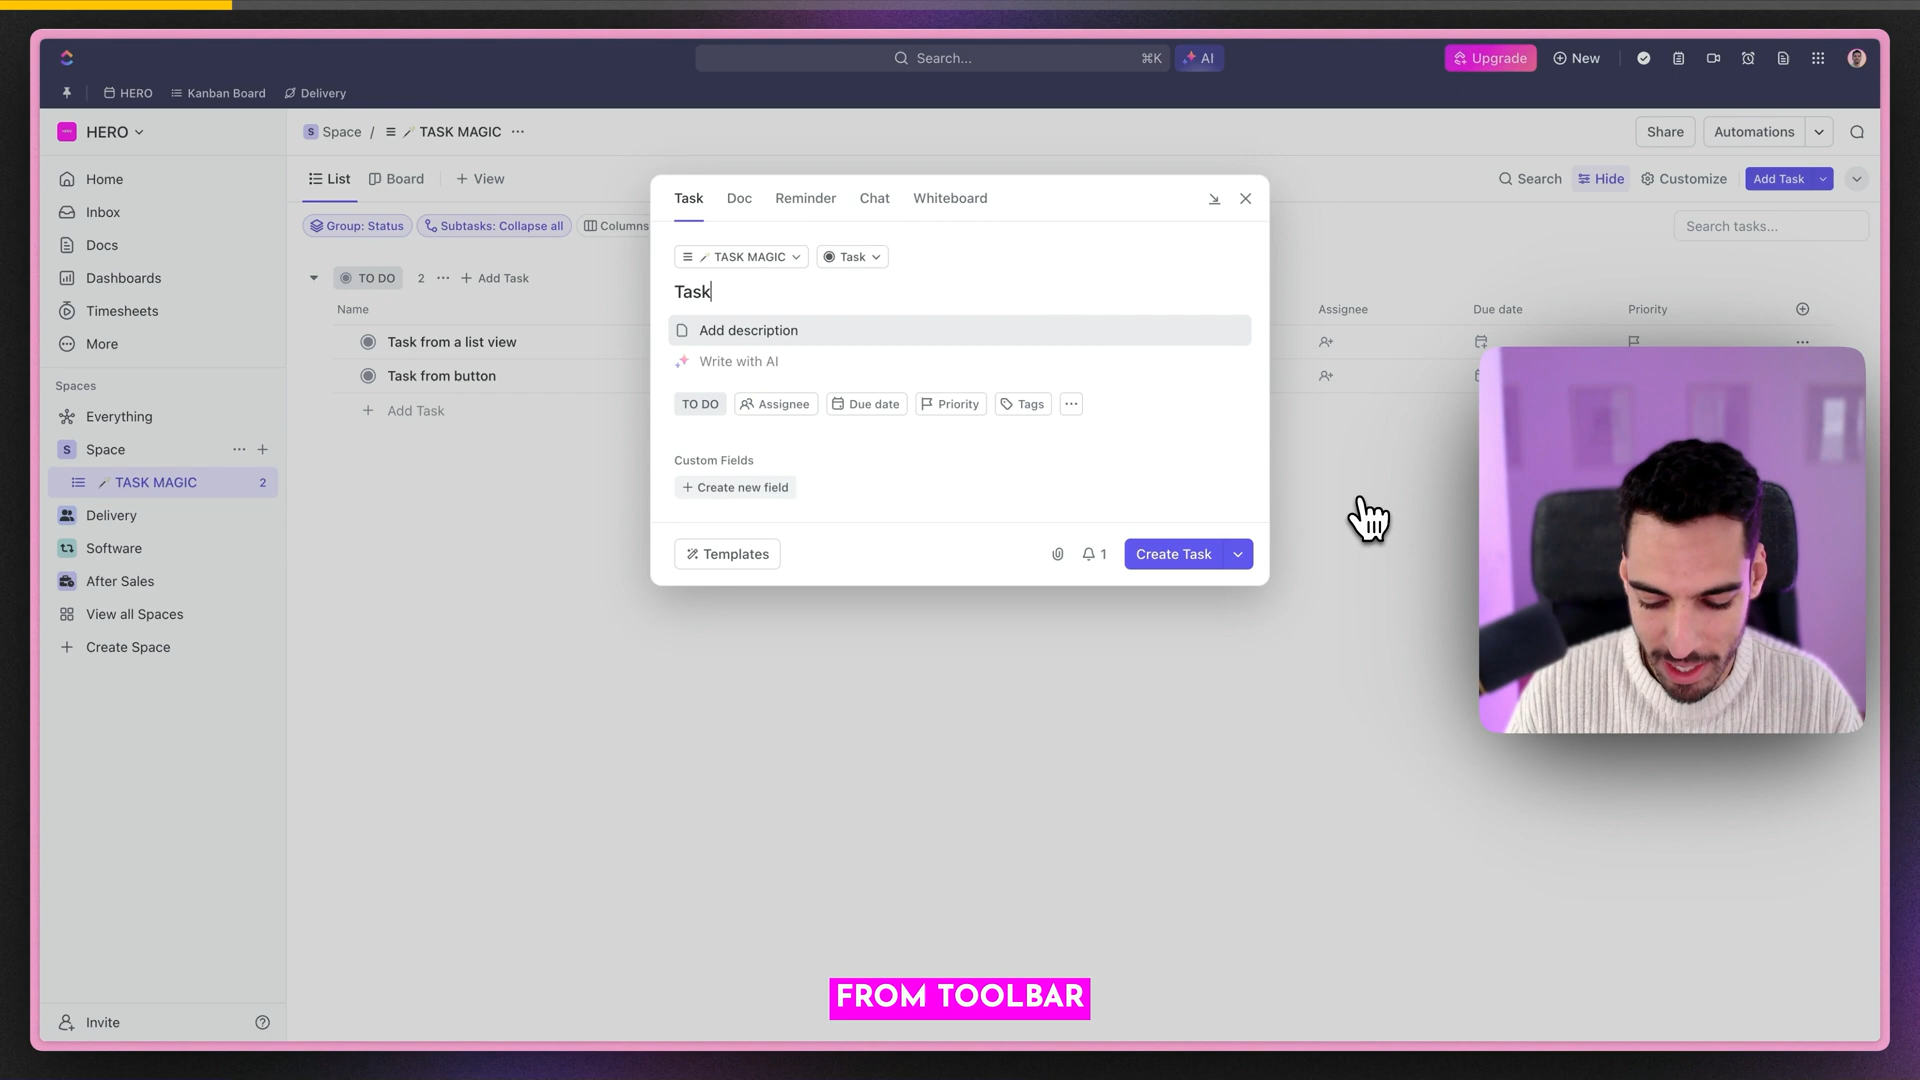 Search...
⌘K
AI
Upgrade
New
HERO
Kanban Board
Delivery
HERO
Space / TASK MAGIC
Share
Automations
Home
Inbox
Docs
Dashboards
Timesheets
More
List
Board
+ View
Search
Hide
Customize
Add Task
Group: Status
Subtasks: Collapse all
Columns
Search tasks...
TO DO 2 ... + Add Task
Name
Assignee
Due date
Priority
Task from a list view
Task from button
+ Add Task
Spaces
Everything
S Space
TASK MAGIC 2
Delivery
Software
After Sales
View all Spaces
+ Create Space
Invite
Task
Doc
Reminder
Chat
Whiteboard
TASK MAGIC
Task
Task
Add description
Write with AI
TO DO
Assignee
Due date
Priority
Tags
Custom Fields
+ Create new field
Templates
1
Create Task
FROM TOOLBAR